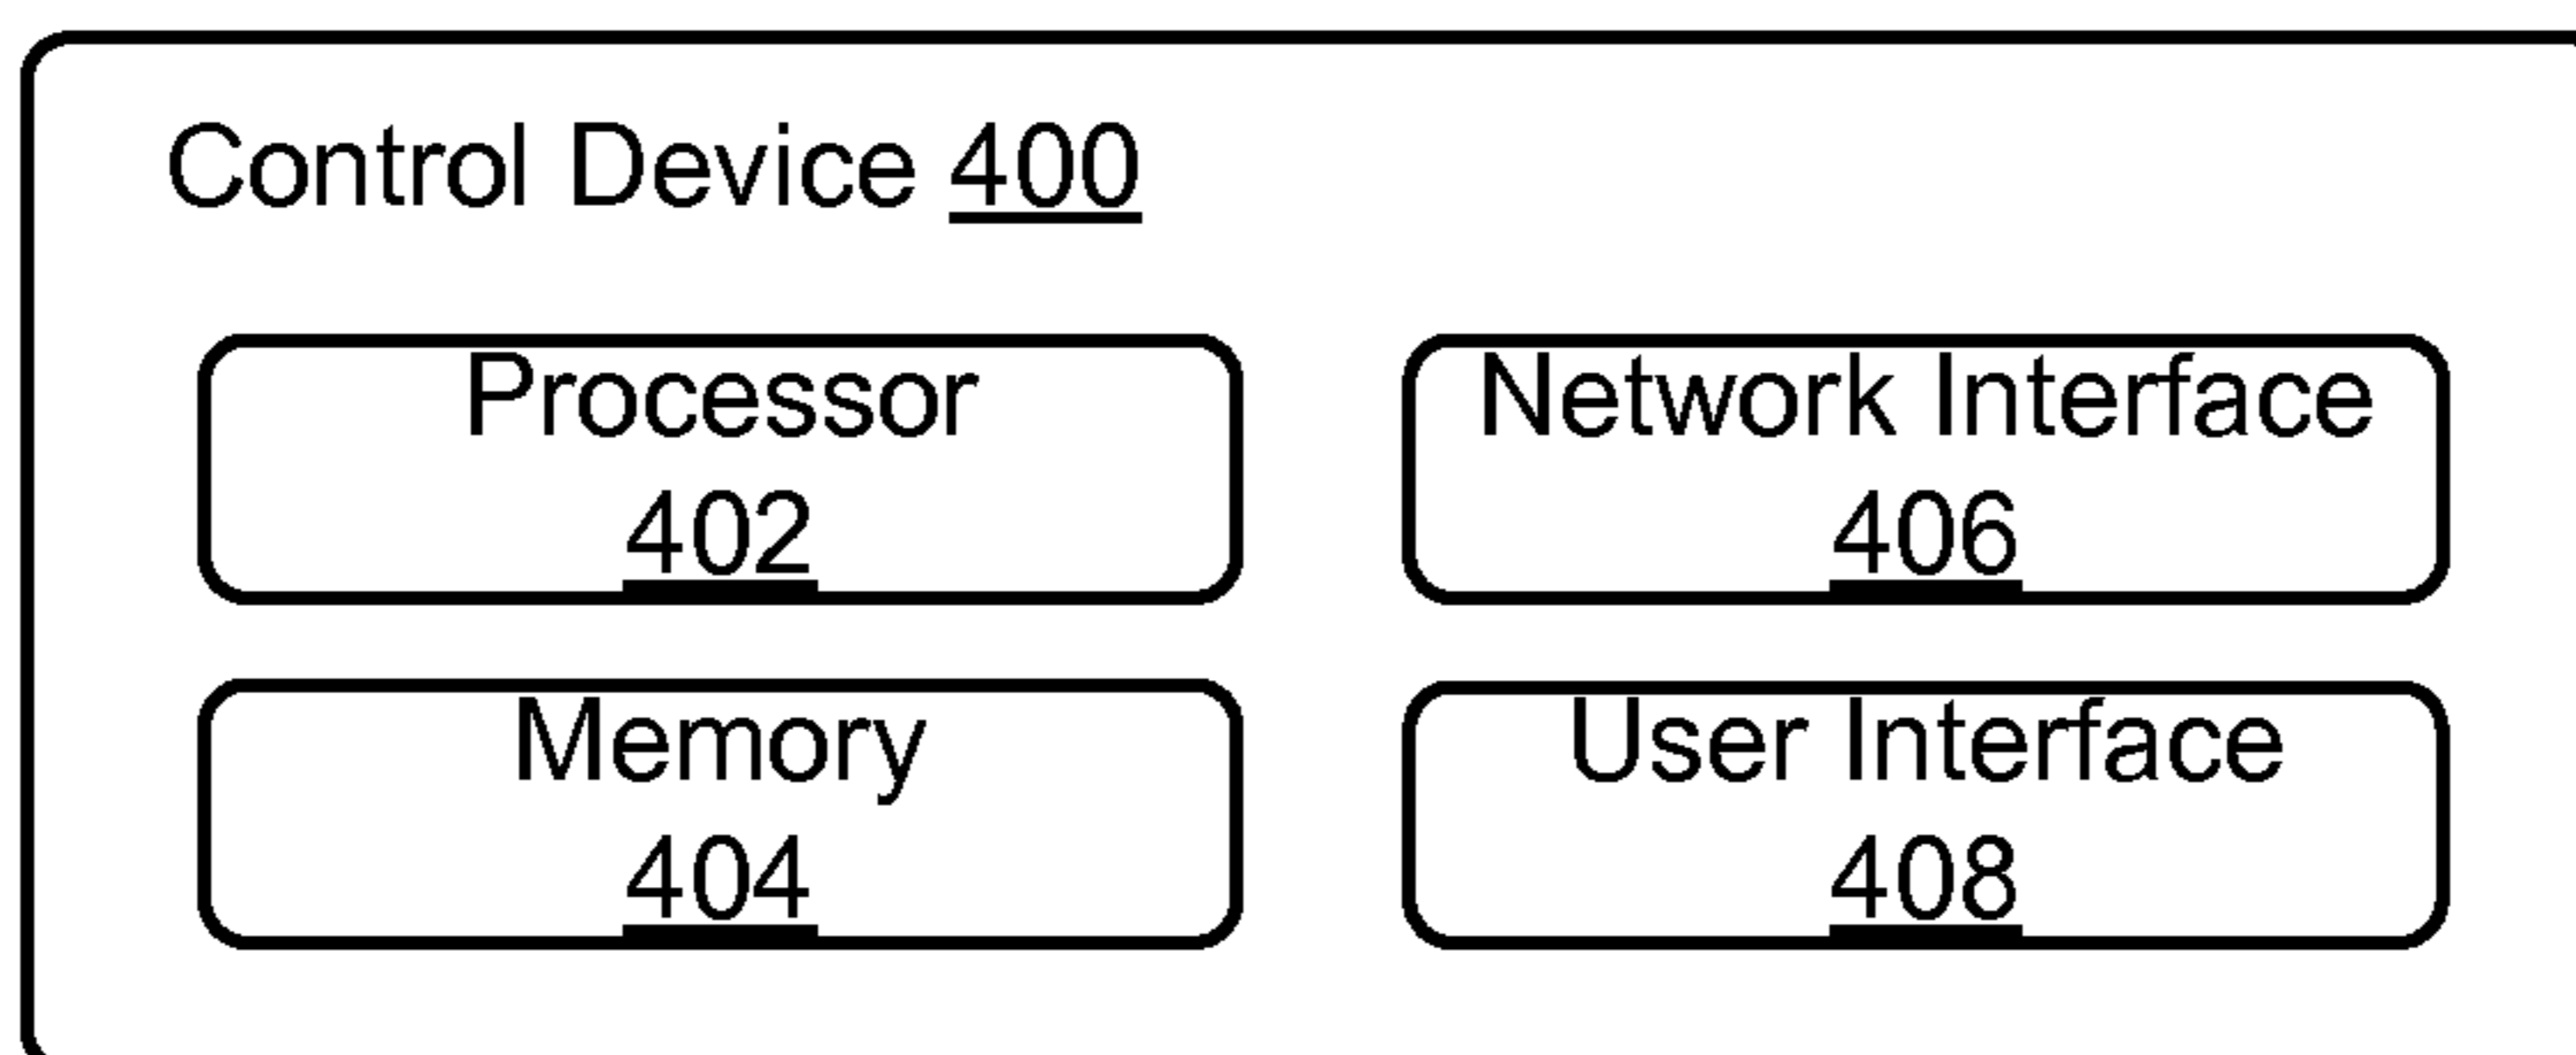 Control Device 400
Processor
402
Network Interface
406
Memory
404
User Interface
408